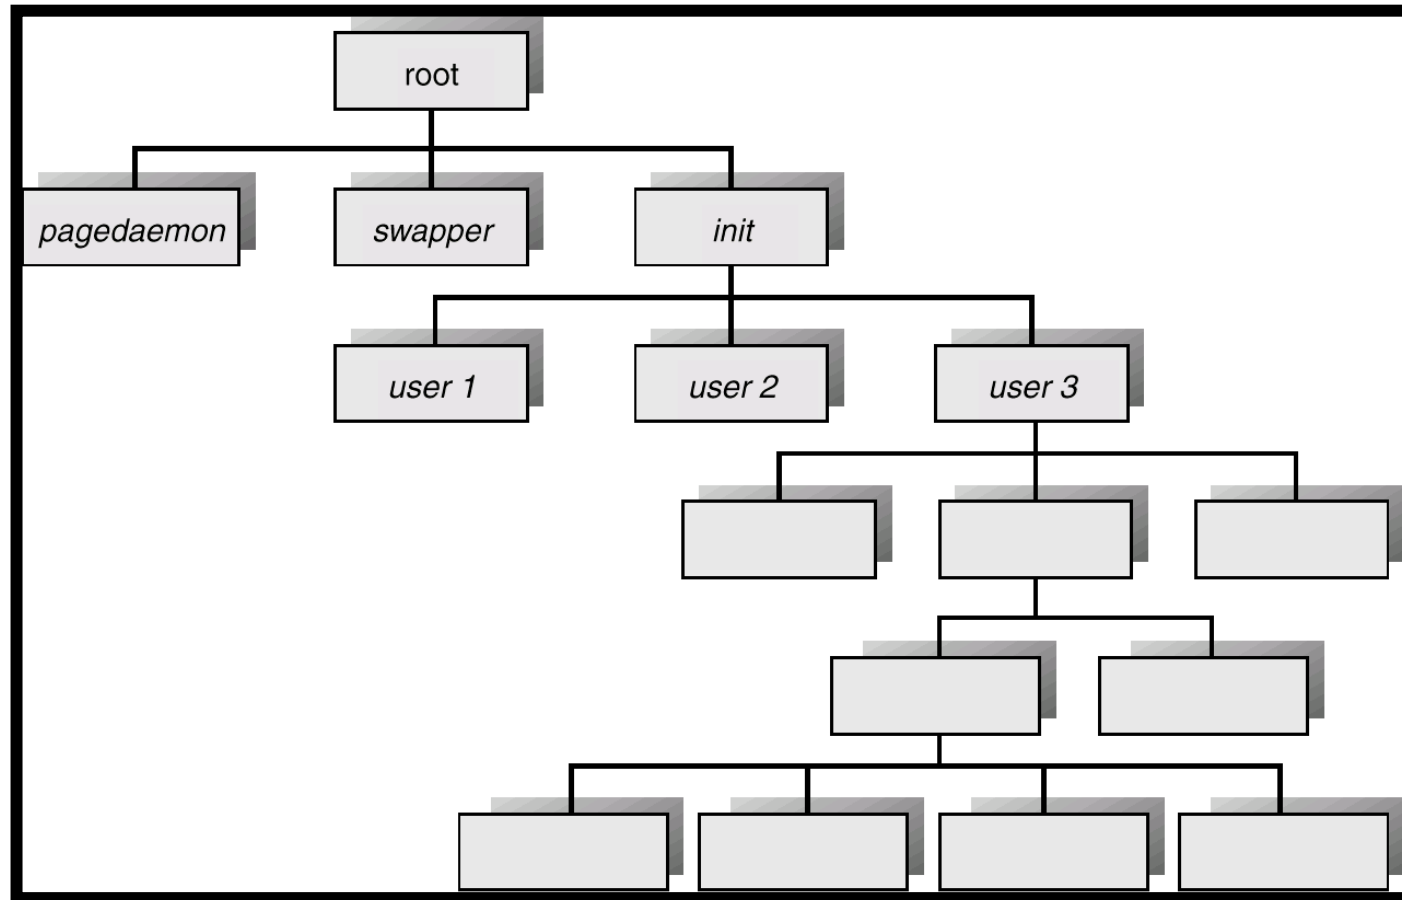 root
pagedaemon
swapper
init
user 1
user 2
user 3